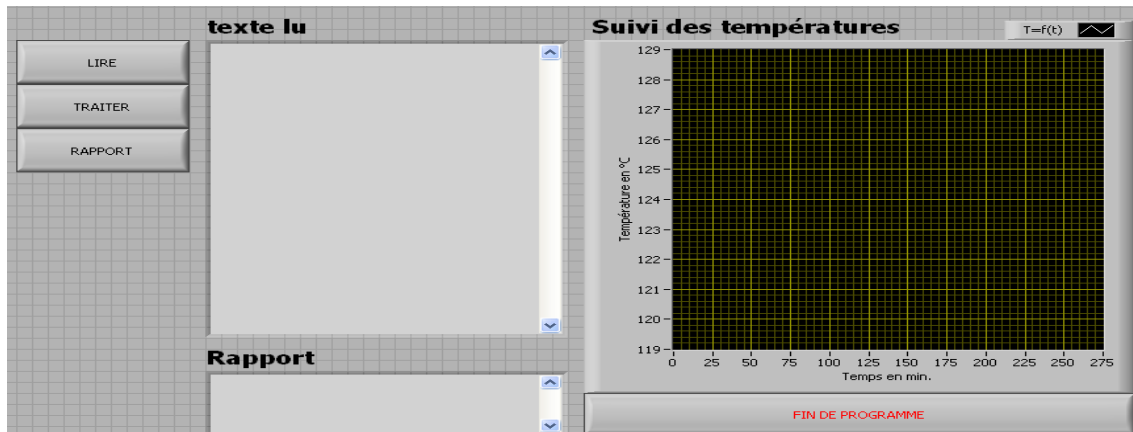 LIRE
TRAITER
RAPPORT
texte lu
Rapport
Suivi des températures
T=f(t)
129
128
127
126
125
124
123
122
121
120
119
Température en °C
0 25 50 75 100 125 150 175 200 225 250 275
Temps en min.
FIN DE PROGRAMME